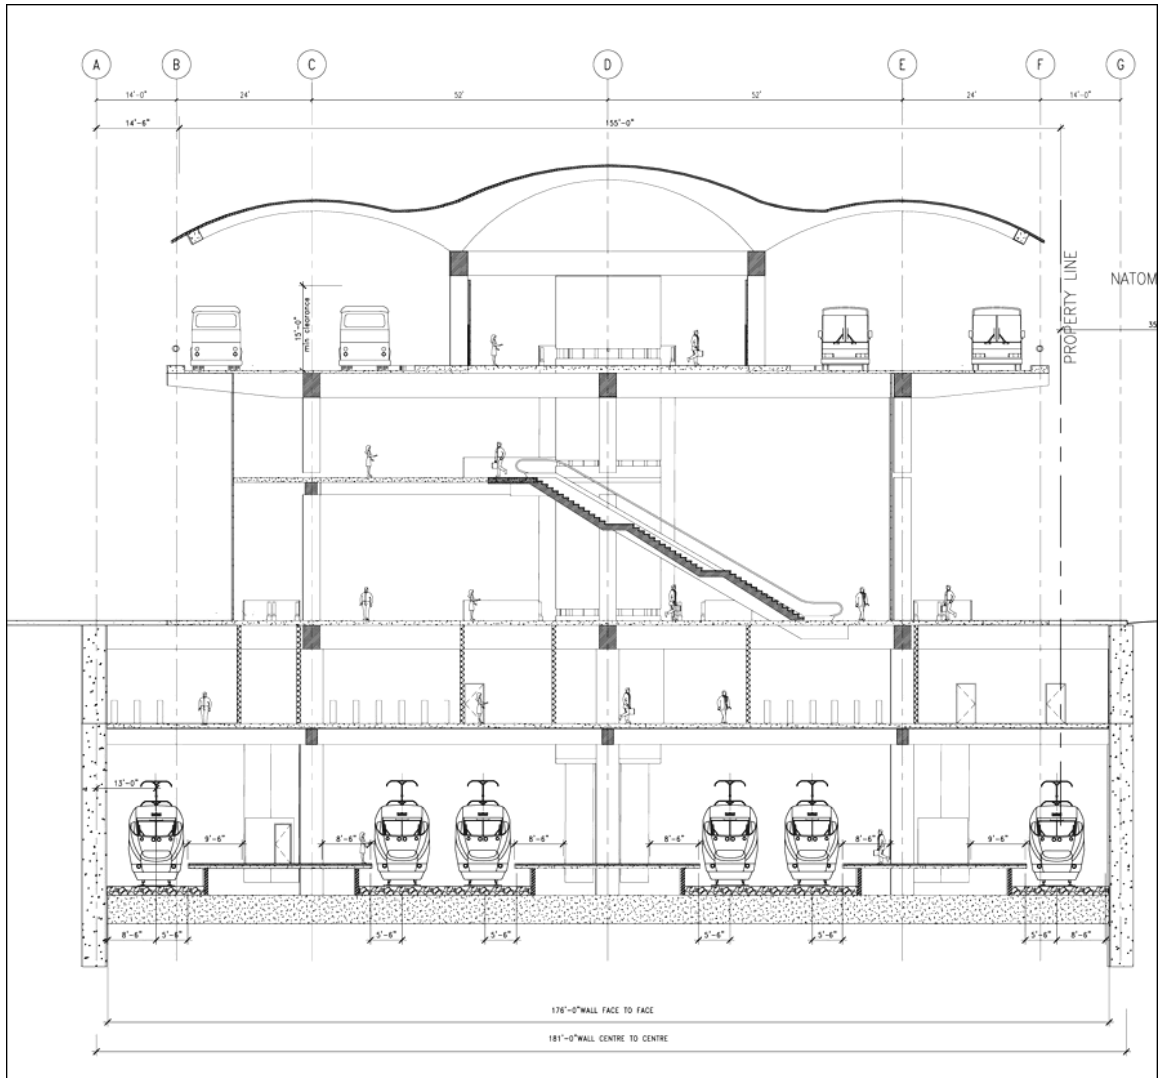 A B C D E F G
14'-0" 24' 52' 52' 24' 14'-0"
14'-6" 155'-0"
PROPERTY LINE
NATOM
35
15'-0"
min. clearance
13'-0"
9'-6" 8'-6" 8'-6" 8'-6" 8'-6" 9'-6"
8'-6" 5'-6" 5'-6" 5'-6" 5'-6" 5'-6" 5'-6" 8'-6"
176'-0" WALL FACE TO FACE
181'-0" WALL CENTRE TO CENTRE